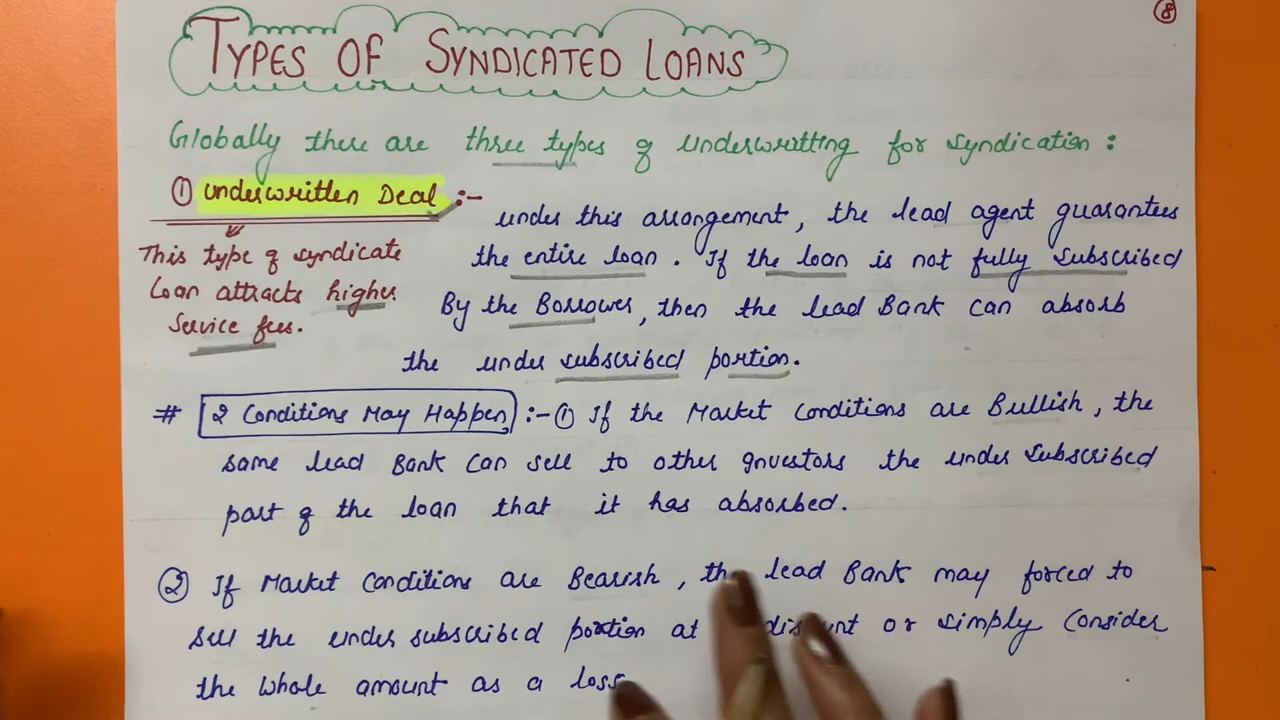 ⑧
TYPES OF SYNDICATED LOANS
Globally there are three types of underwritting for syndication :
① Underwritten Deal :-
under this arrangement, the lead agent guarantees
the entire loan. If the loan is not fully subscribed
By the Borrower, then the lead Bank can absorb
the under subscribed portion.
This type of syndicate
Loan attracts higher
Service fees.
# 2 Conditions May Happen :- ① If the Market Conditions are Bullish, the
same lead Bank can sell to other investors the under subscribed
part of the loan that it has absorbed.
② If Market Conditions are Bearish, the lead Bank may forced to
sell the under subscribed portion at discount or simply consider
the whole amount as a loss